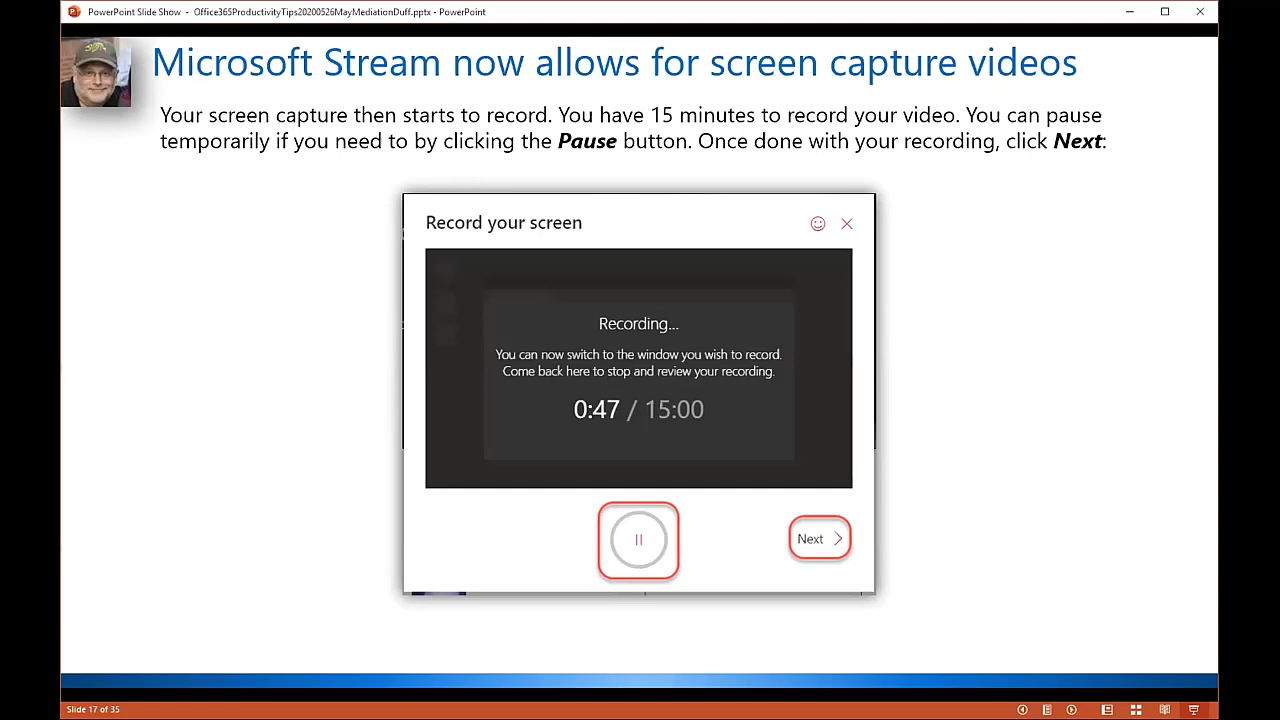 PowerPoint Slide Show - Office365ProductivityTips20200526MayMediationDuff.pptx - PowerPoint
Microsoft Stream now allows for screen capture videos
Your screen capture then starts to record. You have 15 minutes to record your video. You can pause
temporarily if you need to by clicking the Pause button. Once done with your recording, click Next:
Record your screen
Recording...
You can now switch to the window you wish to record.
Come back here to stop and review your recording.
0:47 / 15:00
Next
Slide 17 of 35